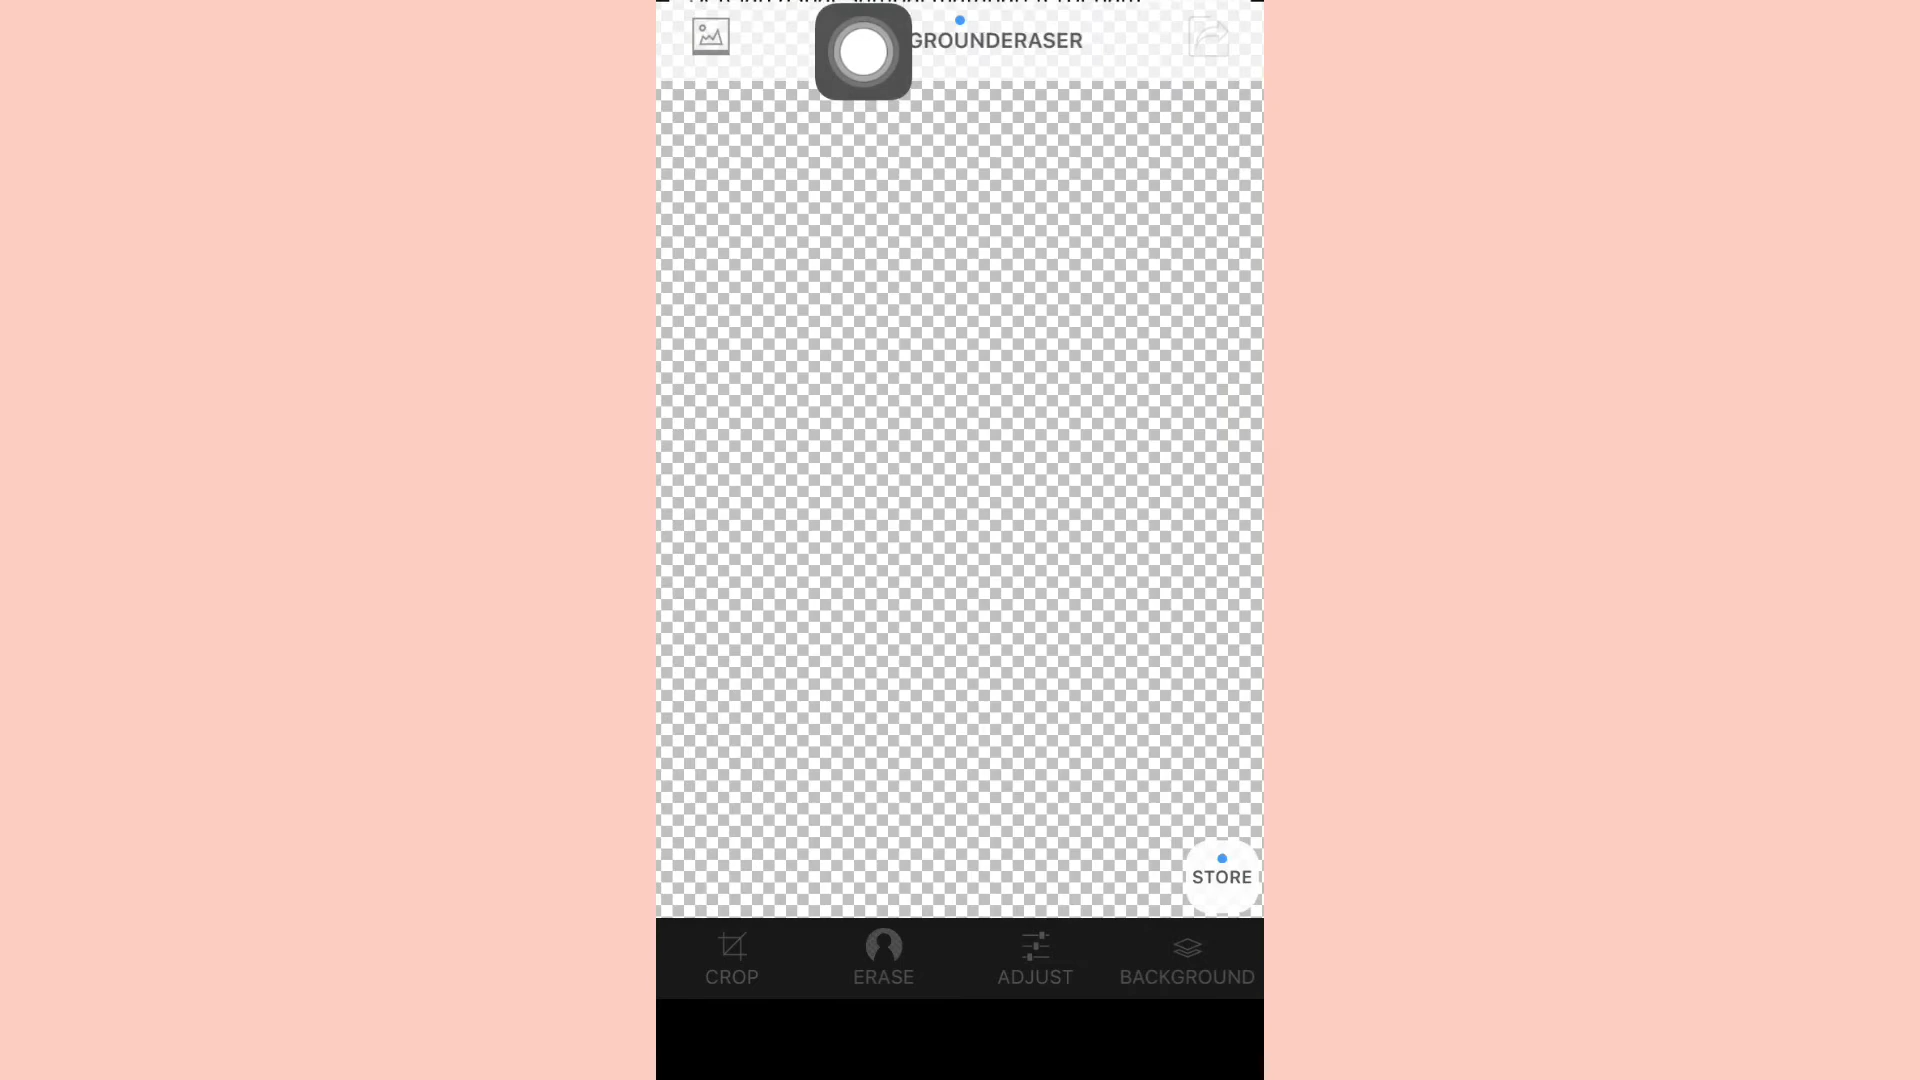 GROUNDERASER
STORE
CROP
ERASE
ADJUST
BACKGROUND